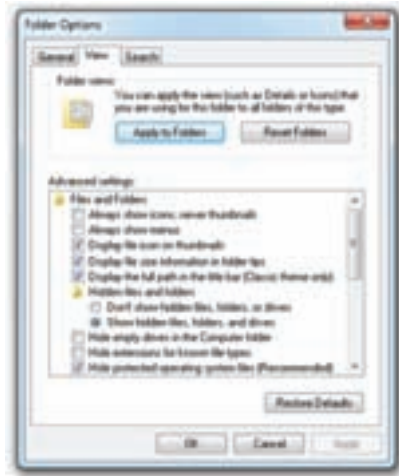 Folder Options
General View Search
Folder views
You can apply the view (such as Details or Icons) that
you are using for this folder to all folders of this type.
Apply to Folders Reset Folders
Advanced settings:
Files and Folders
Always show icons, never thumbnails
Always show menus
Display file icon on thumbnails
Display file size information in folder tips
Display the full path in the title bar (Classic theme only)
Hidden files and folders
Don't show hidden files, folders, or drives
Show hidden files, folders, and drives
Hide empty drives in the Computer folder
Hide extensions for known file types
Hide protected operating system files (Recommended)
Restore Defaults
OK Cancel Apply